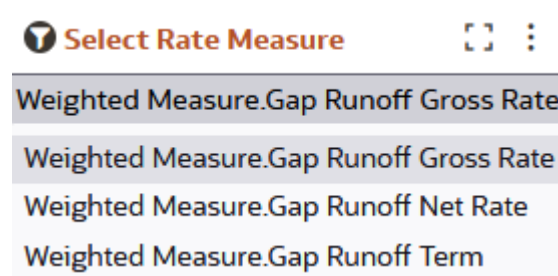 Select Rate Measure
Weighted Measure.Gap Runoff Gross Rate
Weighted Measure.Gap Runoff Gross Rate
Weighted Measure.Gap Runoff Net Rate
Weighted Measure.Gap Runoff Term